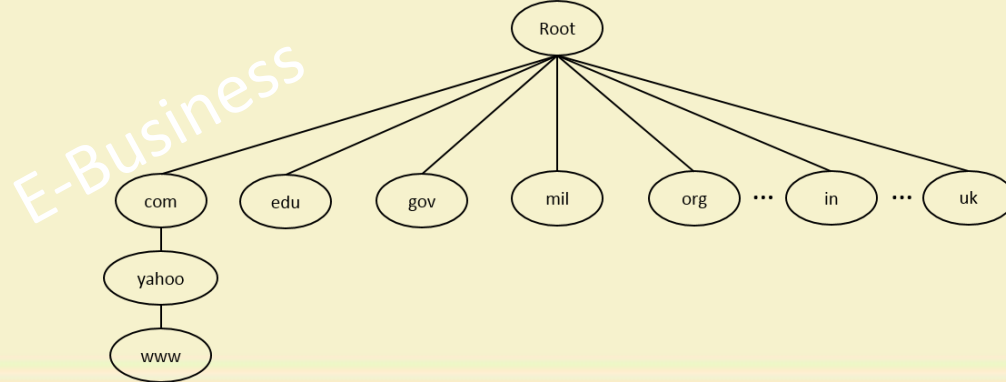 Root
E-Business
com edu gov mil org ... in ... uk
yahoo
www